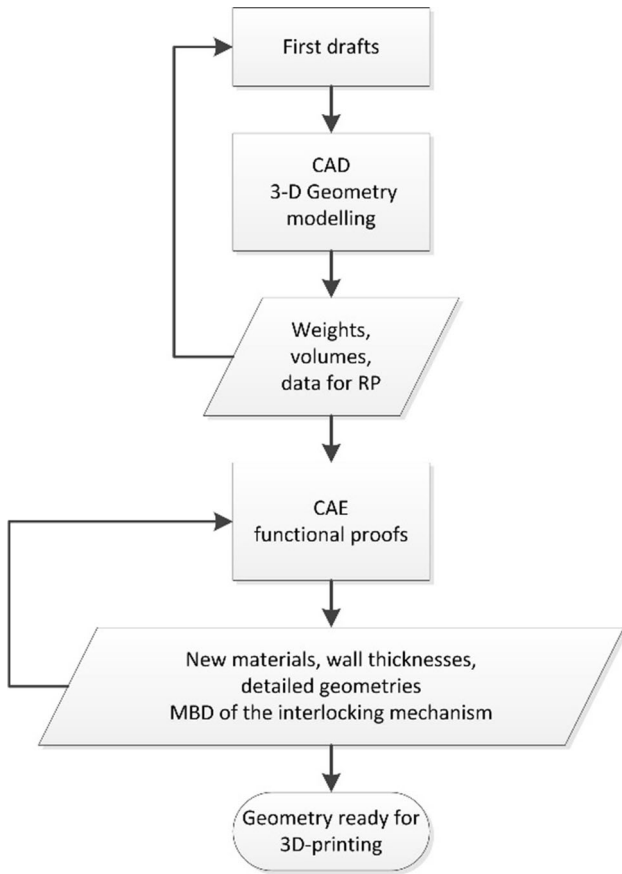 First drafts
CAD
3-D Geometry
modelling
Weights,
volumes,
data for RP
CAE
functional proofs
New materials, wall thicknesses,
detailed geometries
MBD of the interlocking mechanism
Geometry ready for
3D-printing